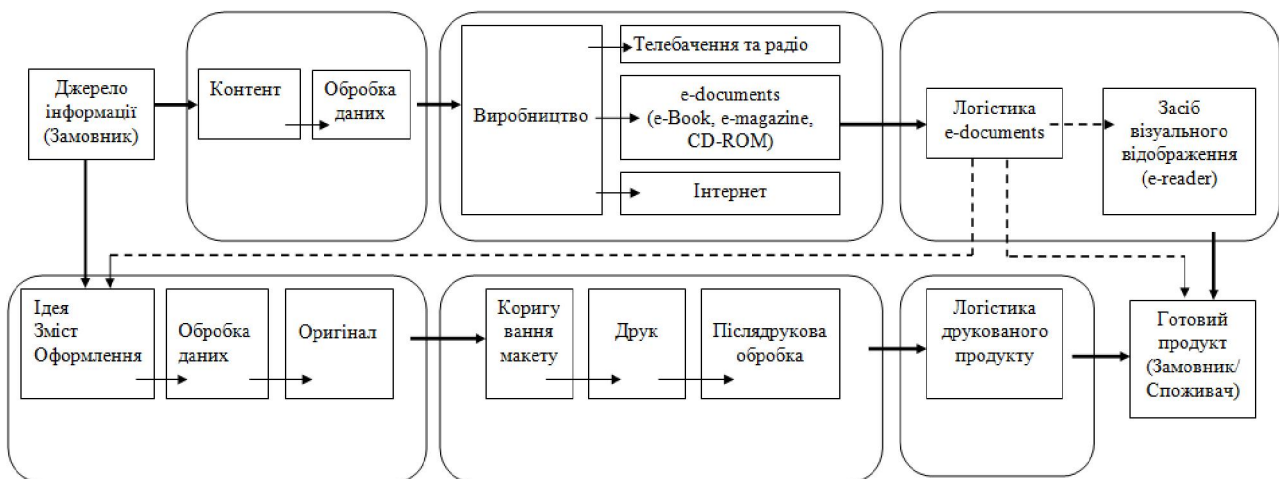 Джерело
інформації
(Замовник)
Контент
Обробка
даних
Виробництво
Телебачення та радіо
e-documents
(e-Book, e-magazine,
CD-ROM)
Інтернет
Логістика
e-documents
Засіб
візуального
відображення
(e-reader)
Ідея
Зміст
Оформлення
Обробка
даних
Оригінал
Коригу
вання
макету
Друк
Післядрукова
обробка
Логістика
друкованого
продукту
Готовий
продукт
(Замовник/
Споживач)